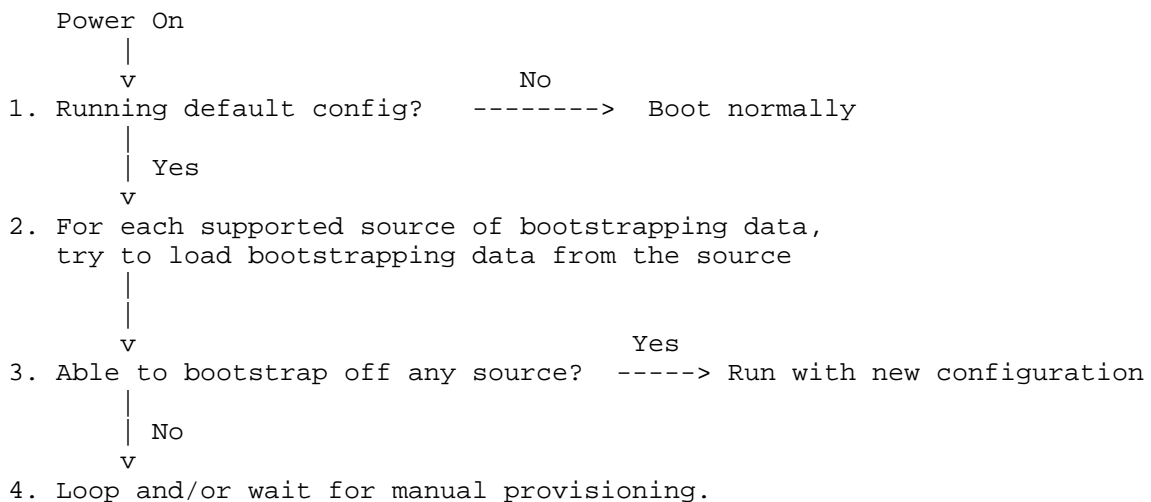 Power On
No
1. Running default config? --------> Boot normally
Yes
2. For each supported source of bootstrapping data,
try to load bootstrapping data from the source
Yes
3. Able to bootstrap off any source? -----> Run with new configuration
No
4. Loop and/or wait for manual provisioning.